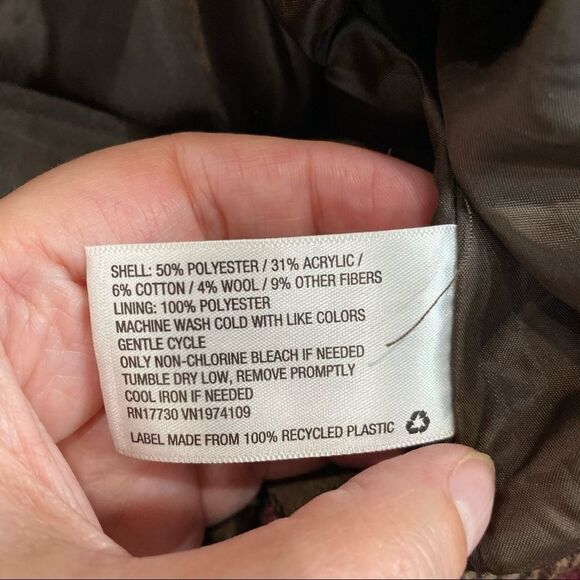 SHELL: 50% POLYESTER / 31% ACRYLIC /
6% COTTON / 4% WOOL / 9% OTHER FIBERS
LINING: 100% POLYESTER
MACHINE WASH COLD WITH LIKE COLORS
GENTLE CYCLE
ONLY NON-CHLORINE BLEACH IF NEEDED
TUMBLE DRY LOW, REMOVE PROMPTLY
COOL IRON IF NEEDED
RN17730 VN1974109
LABEL MADE FROM 100% RECYCLED PLASTIC